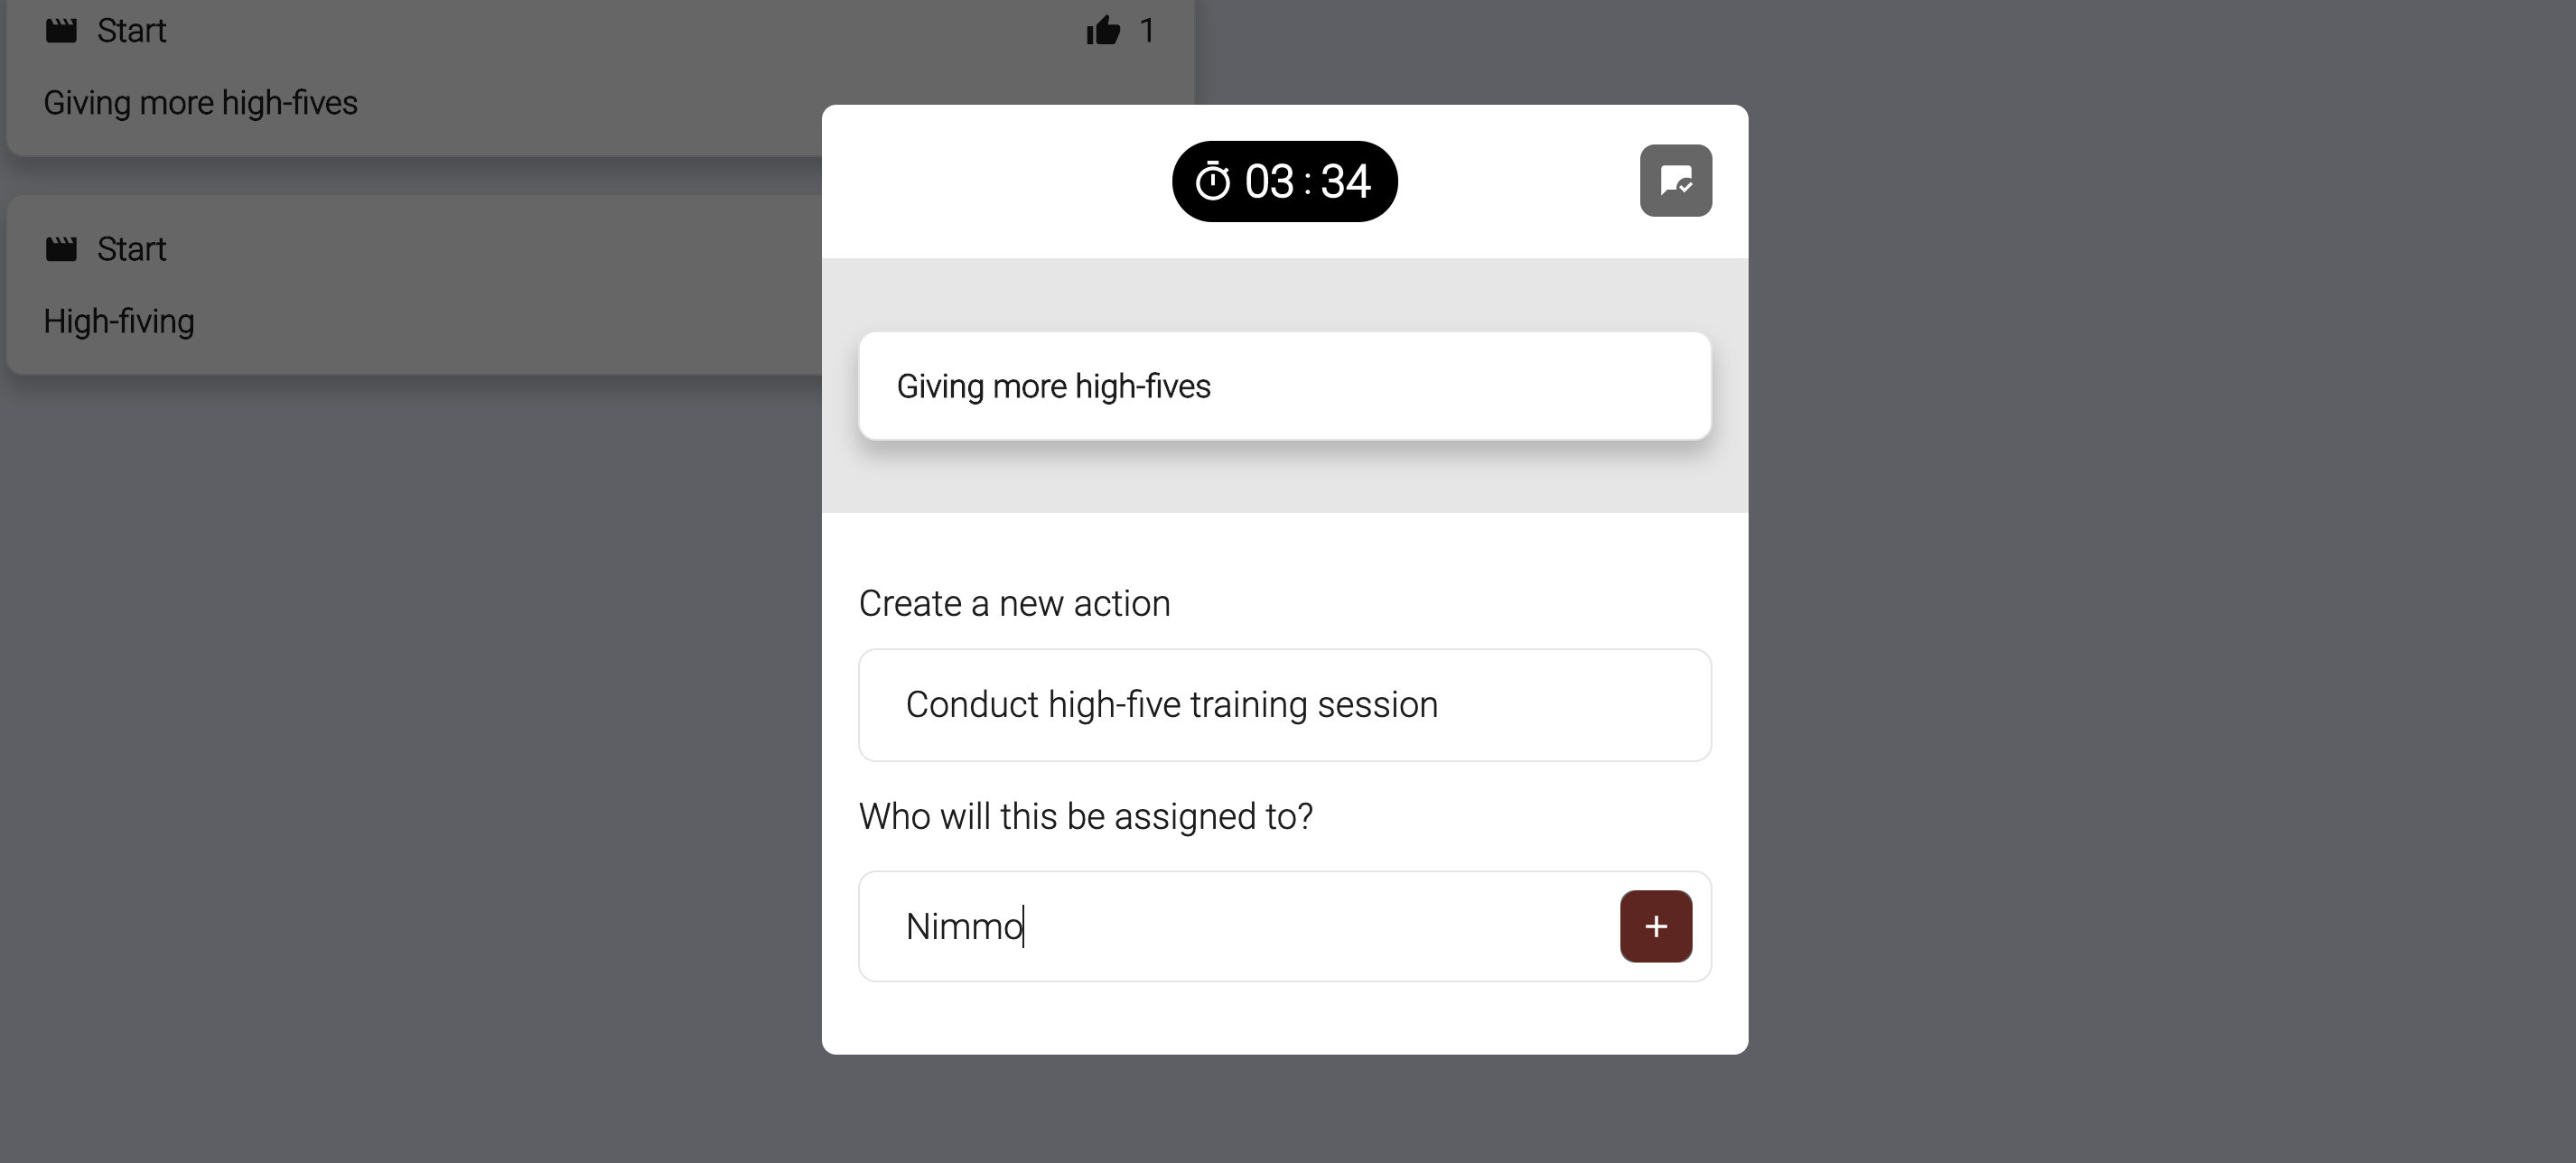 Start 1
Giving more high-fives
Start
High-fiving
03 : 34
Giving more high-fives
Create a new action
Conduct high-five training session
Who will this be assigned to?
Nimmo
+